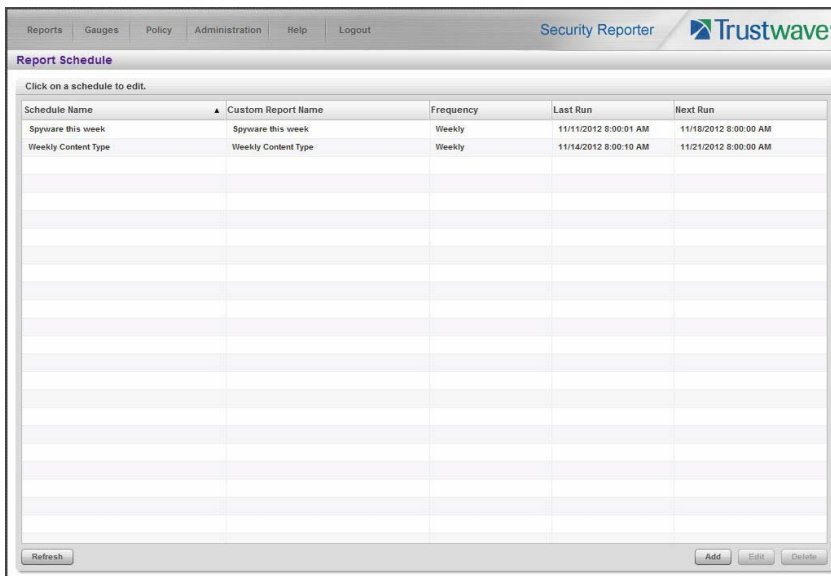 Reports Gauges Policy Administration Help Logout Security Reporter Trustwave
Report Schedule
Click on a schedule to edit.
Schedule Name ▲ Custom Report Name Frequency Last Run Next Run
Spyware this week Spyware this week Weekly 11/11/2012 8:00:01 AM 11/18/2012 8:00:00 AM
Weekly Content Type Weekly Content Type Weekly 11/14/2012 8:00:10 AM 11/21/2012 8:00:00 AM
Refresh Add Edit Delete